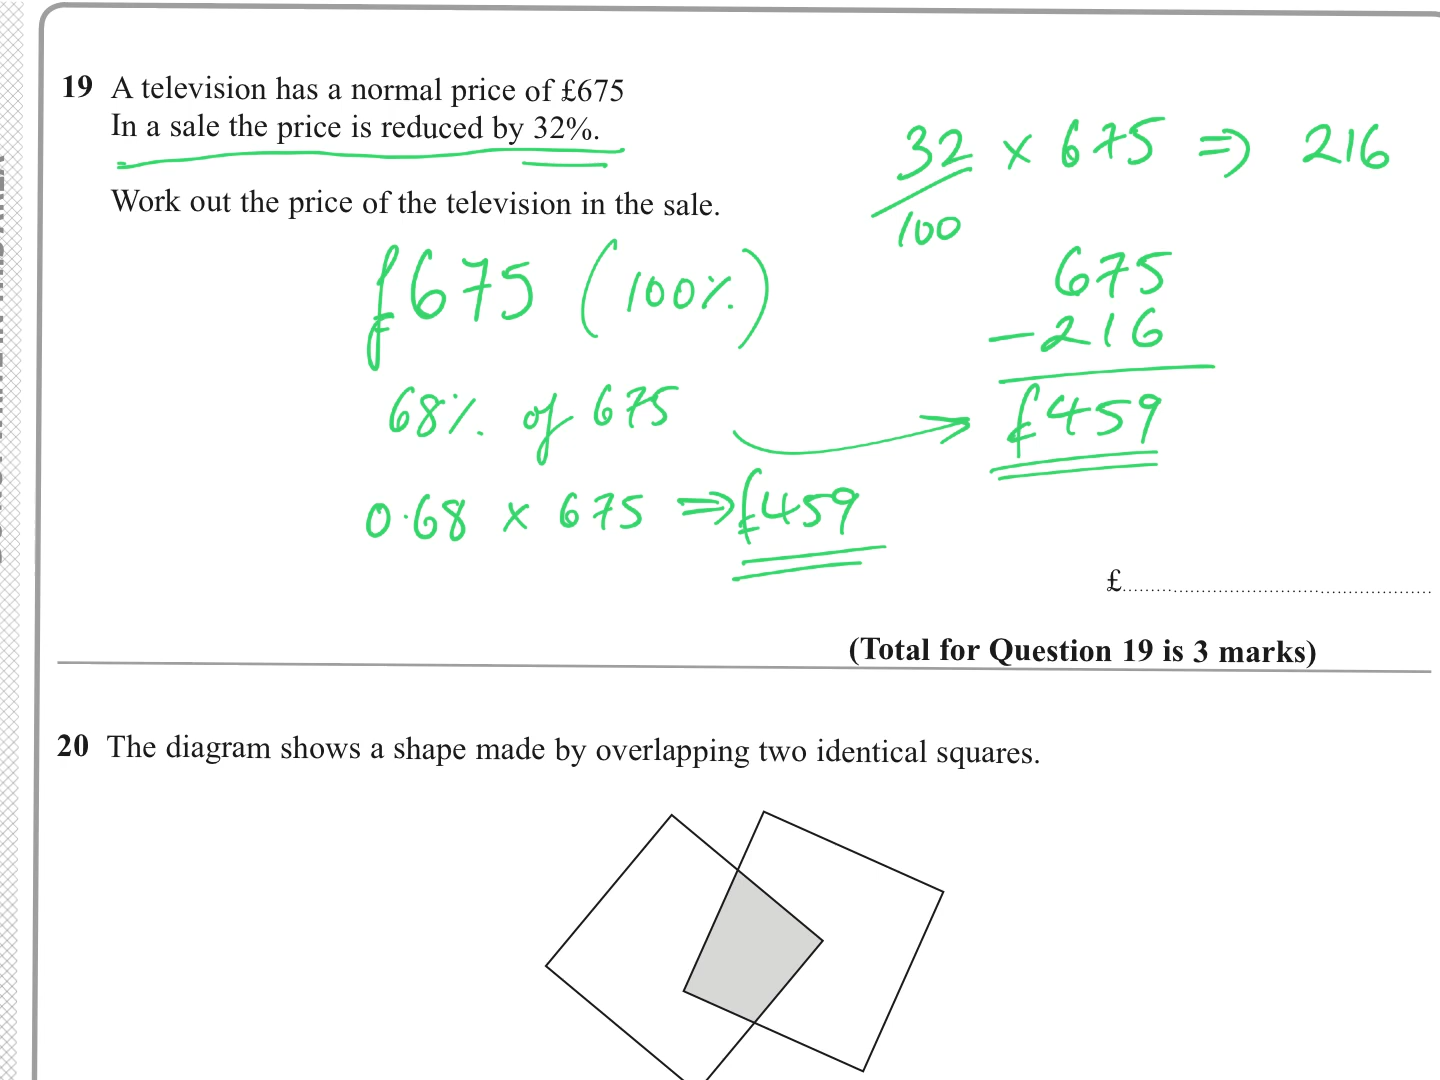 19 A television has a normal price of £675
In a sale the price is reduced by 32%.
Work out the price of the television in the sale.
32/100 × 675 ⇒ 216
£675 (100%)
675
- 216
£459
68% of 675
0.68 × 675 ⇒ £459
£
(Total for Question 19 is 3 marks)
20 The diagram shows a shape made by overlapping two identical squares.